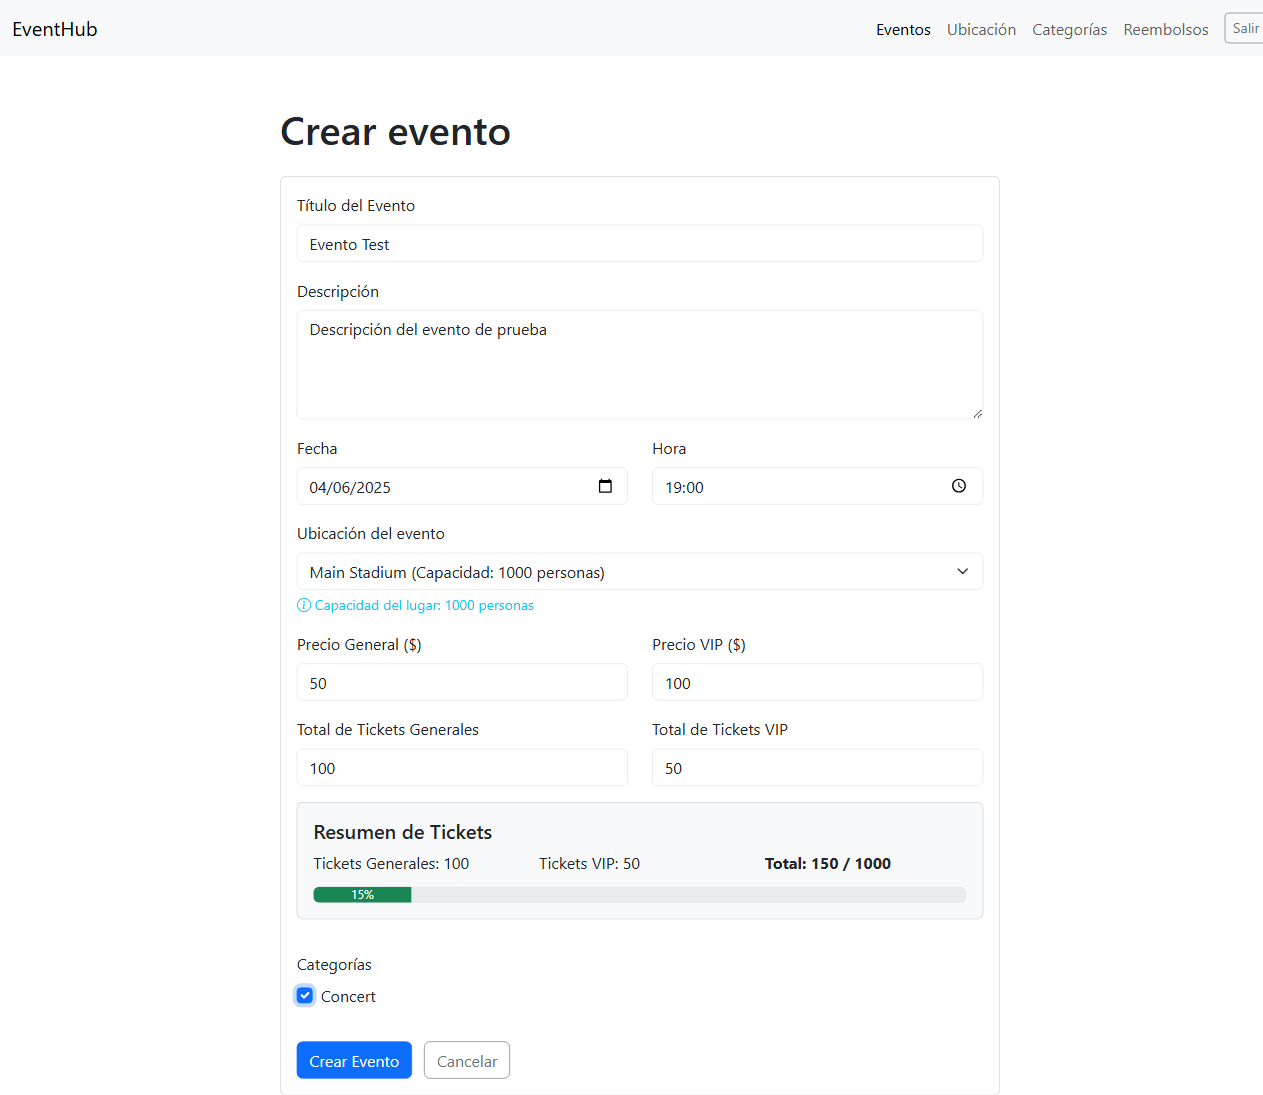 EventHub Eventos Ubicación Categorías Reembolsos Salir
Crear evento
Título del Evento
Evento Test
Descripción
Descripción del evento de prueba
Fecha Hora
04/06/2025 19:00
Ubicación del evento
Main Stadium (Capacidad: 1000 personas)
Capacidad del lugar: 1000 personas
Precio General ($) Precio VIP ($)
50 100
Total de Tickets Generales Total de Tickets VIP
100 50
Resumen de Tickets
Tickets Generales: 100 Tickets VIP: 50 Total: 150 / 1000
15%
Categorías
Concert
Crear Evento Cancelar